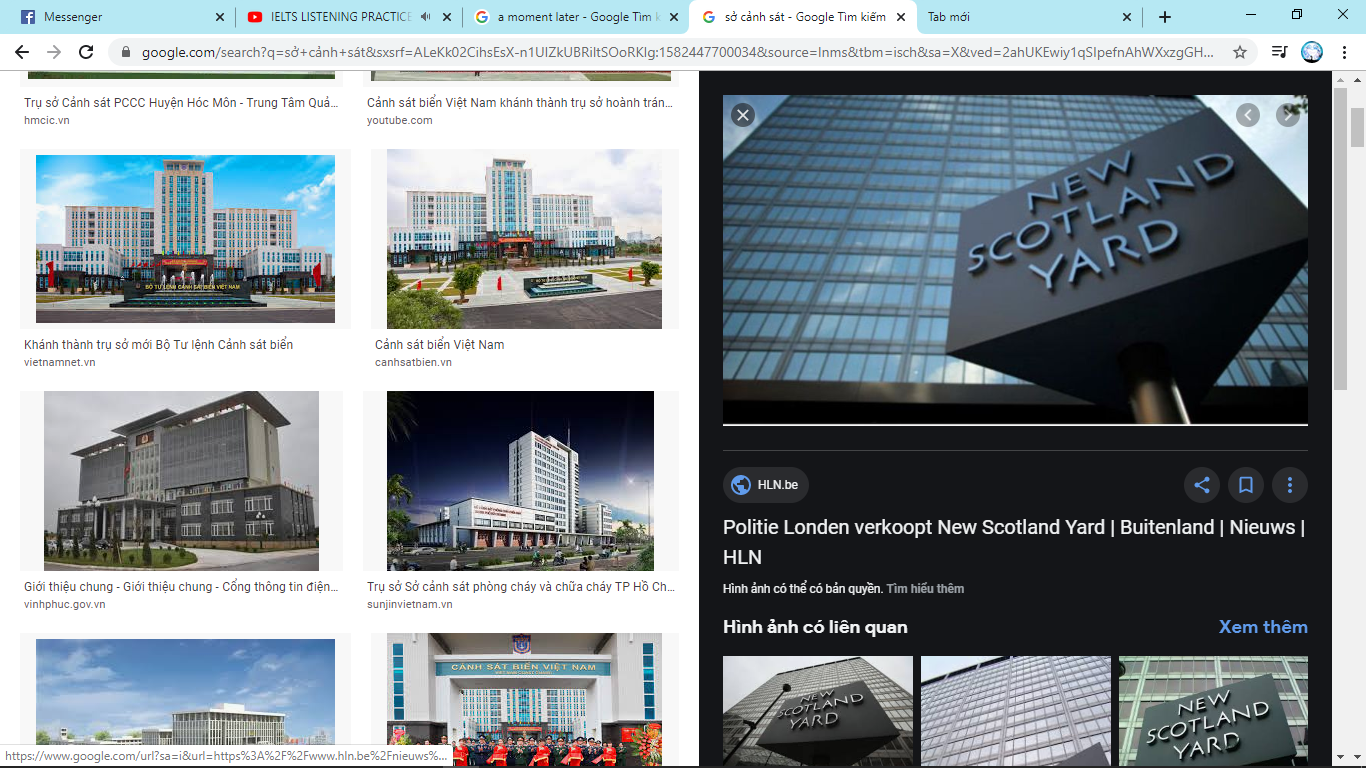 Messenger
IELTS LISTENING PRACTICE
a moment later - Google Tìm k
sở cảnh sát - Google Tìm kiếm
Tab mới
google.com/search?q=sở+cảnh+sát&sxsrf=ALeKk02CihsEsX-n1UIZkUBRiltSOoRKIg:1582447700034&source=lnms&tbm=isch&sa=X&ved=2ahUKEwiy1qSIpefnAhWXxzgGH...
Trụ sở Cảnh sát PCCC Huyện Hóc Môn - Trung Tâm Quả...
hmcic.vn
Cảnh sát biển Việt Nam khánh thành trụ sở hoành trán...
youtube.com
BỘ TƯ LỆNH CẢNH SÁT BIỂN VIỆT NAM
Khánh thành trụ sở mới Bộ Tư lệnh Cảnh sát biển
vietnamnet.vn
Cảnh sát biển Việt Nam
canhsatbien.vn
Giới thiệu chung - Giới thiệu chung - Cổng thông tin điện...
vinhphuc.gov.vn
Trụ sở Sở cảnh sát phòng cháy và chữa cháy TP Hồ Ch...
sunjinvietnam.vn
CẢNH SÁT BIỂN VIỆT NAM
https://www.google.com/url?sa=i&url=https%3A%2F%2Fwww.hln.be%2Fnieuws%...
NEW
SCOTLAND
YARD
HLN.be
Politie Londen verkoopt New Scotland Yard | Buitenland | Nieuws |
HLN
Hình ảnh có thể có bản quyền. Tìm hiểu thêm
Hình ảnh có liên quan
Xem thêm
NEW
SCOTLAND
YARD
NEW
SCOTLAND
YARD